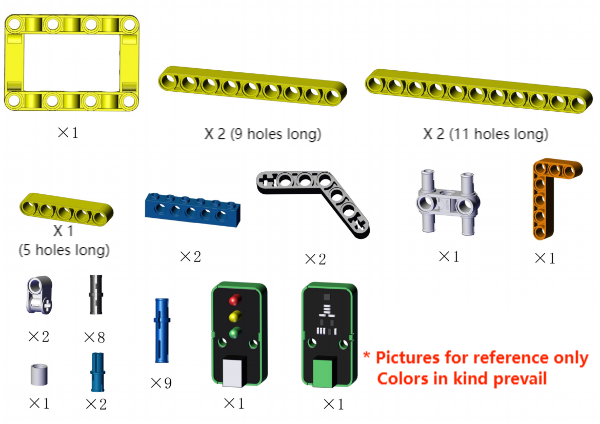 ×1
X 2 (9 holes long)
X 2 (11 holes long)
X 1
(5 holes long)
×2
×2
×1
×1
×2
×8
×9
×1
×1
×1
×2
* Pictures for reference only
Colors in kind prevail